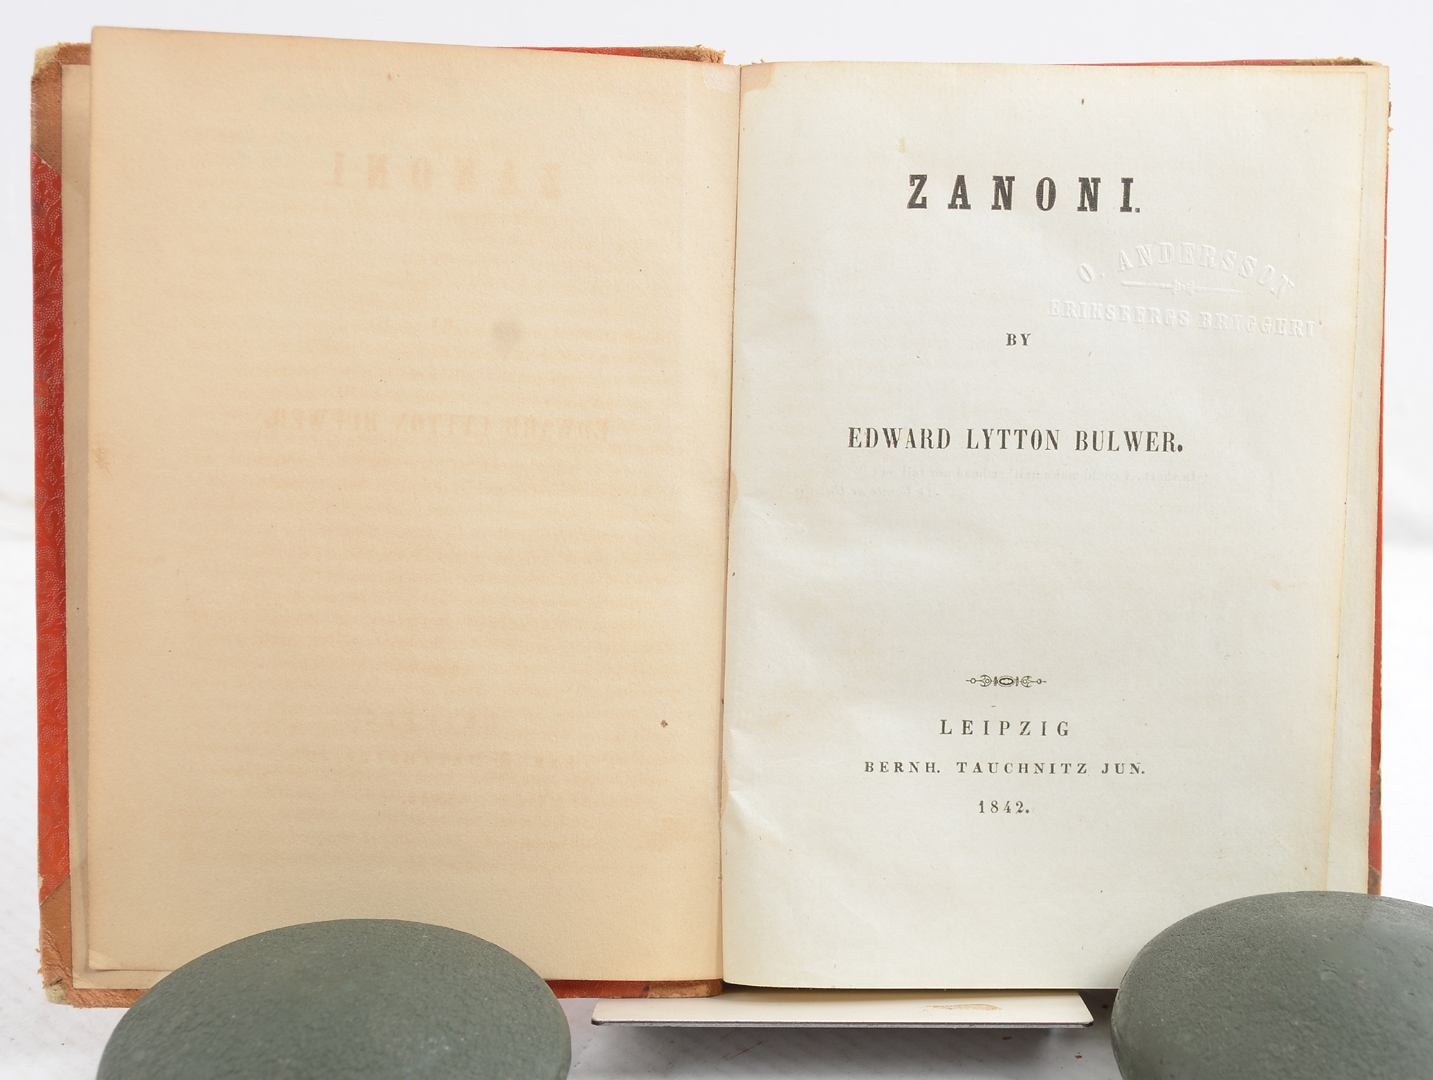 ZANONI.
O. ANDERSSON
ERIKSBERGS BRYGGERI
BY
EDWARD LYTTON BULWER.
LEIPZIG
BERNH. TAUCHNITZ JUN.
1842.